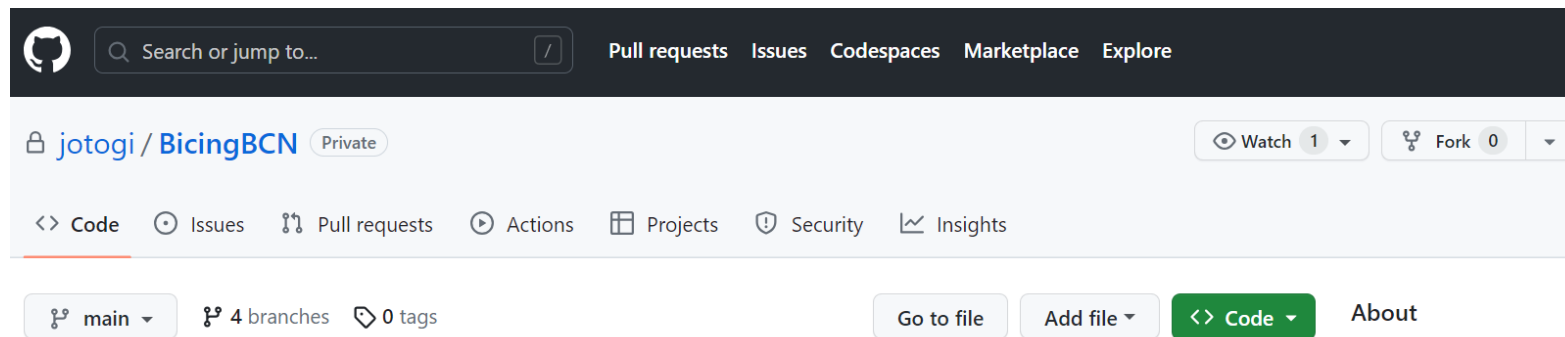 Search or jump to... / Pull requests Issues Codespaces Marketplace Explore
jotogi / BicingBCN Private Watch 1 Fork 0
<> Code Issues Pull requests Actions Projects Security Insights
main 4 branches 0 tags Go to file Add file <> Code About